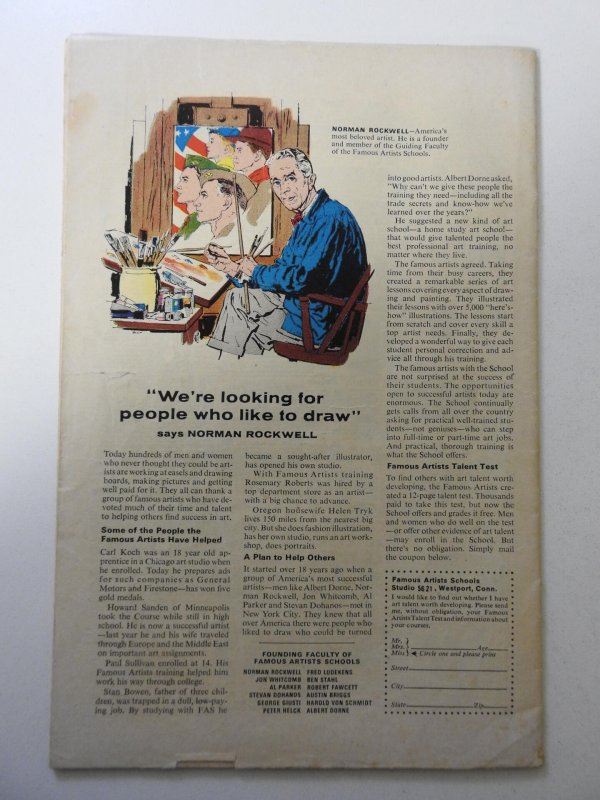 NORMAN ROCKWELL—America's
most beloved artist. He is a founder
and member of the Guiding Faculty
of the Famous Artists Schools.
"We're looking for
people who like to draw"
says NORMAN ROCKWELL
Today hundreds of men and women
who never thought they could be art-
ists are working at easels and drawing
boards, making pictures and getting
well paid for it. They all can thank a
group of famous artists who have de-
voted much of their time and talent
to helping others find success in art.
Some of the People the
Famous Artists Have Helped
Carl Koch was an 18 year old ap-
prentice in a Chicago art studio when
he enrolled. Today he prepares ads
for such companies as General
Motors and Firestone—has won five
gold medals.
Howard Sanden of Minneapolis
took the Course while still in high
school. He is now a successful artist
—last year he and his wife traveled
through Europe and the Middle East
on important art assignments.
Paul Sullivan enrolled at 14. His
Famous Artists training helped him
work his way through college.
Stan Bowen, father of three chil-
dren, was trapped in a dull, low-pay-
ing job. By studying with FAS he
became a sought-after illustrator,
has opened his own studio.
With Famous Artists training
Rosemary Roberts was hired by a
top department store as an artist—
with a big chance to advance.
Oregon housewife Helen Tryk
lives 150 miles from the nearest big
city. But she does fashion illustration,
has her own studio, runs an art work-
shop, does portraits.
A Plan to Help Others
It started over 18 years ago when a
group of America's most successful
artists—men like Albert Dorne, Nor-
man Rockwell, Jon Whitcomb, Al
Parker and Stevan Dohanos—met in
New York City. They knew that all
over America there were people who
liked to draw who could be turned
FOUNDING FACULTY OF
FAMOUS ARTISTS SCHOOLS
NORMAN ROCKWELL FRED LUDEKENS
JON WHITCOMB BEN STAHL
AL PARKER ROBERT FAWCETT
STEVAN DOHANOS AUSTIN BRIGGS
GEORGE GIUSTI HAROLD VON SCHMIDT
PETER HELCK ALBERT DORNE
into good artists. Albert Dorne asked,
"Why can't we give these people the
training they need—including all the
trade secrets and know-how we've
learned over the years?"
He suggested a new kind of art
school—a home study art school—
that would give talented people the
best professional art training, no
matter where they live.
The famous artists agreed. Taking
time from their busy careers, they
created a remarkable series of art
lessons covering every aspect of draw-
ing and painting. They illustrated
their lessons with over 5,000 "here's-
how" illustrations. The lessons start
from scratch and cover every skill a
top artist needs. Finally, they de-
veloped a wonderful way to give each
student personal correction and ad-
vice all through his training.
The famous artists with the School
are not surprised at the success of
their students. The opportunities
open to successful artists today are
enormous. The School continually
gets calls from all over the country
asking for practical well-trained stu-
dents—not geniuses—who can step
into full-time or part-time art jobs.
And practical, thorough training is
what the School offers.
Famous Artists Talent Test
To find others with art talent worth
developing, the Famous Artists cre-
ated a 12-page talent test. Thousands
paid to take this test, but now the
School offers and grades it free. Men
and women who do well on the test
—or offer other evidence of art talent
—may enroll in the School. But
there's no obligation. Simply mail
the coupon below.
Famous Artists Schools
Studio 5621, Westport, Conn.
I would like to find out whether I have
art talent worth developing. Please send
me, without obligation, your Famous
Artists Talent Test and information about
your courses.
Mr.
Mrs. Age
Miss Circle one and please print
Street
City
State Zip